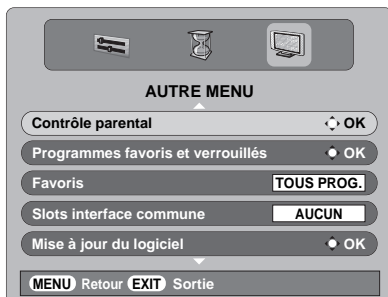 AUTRE MENU
Contrôle parental OK
Programmes favoris et verrouillés OK
Favoris TOUS PROG.
Slots interface commune AUCUN
Mise à jour du logiciel OK
MENU Retour EXIT Sortie